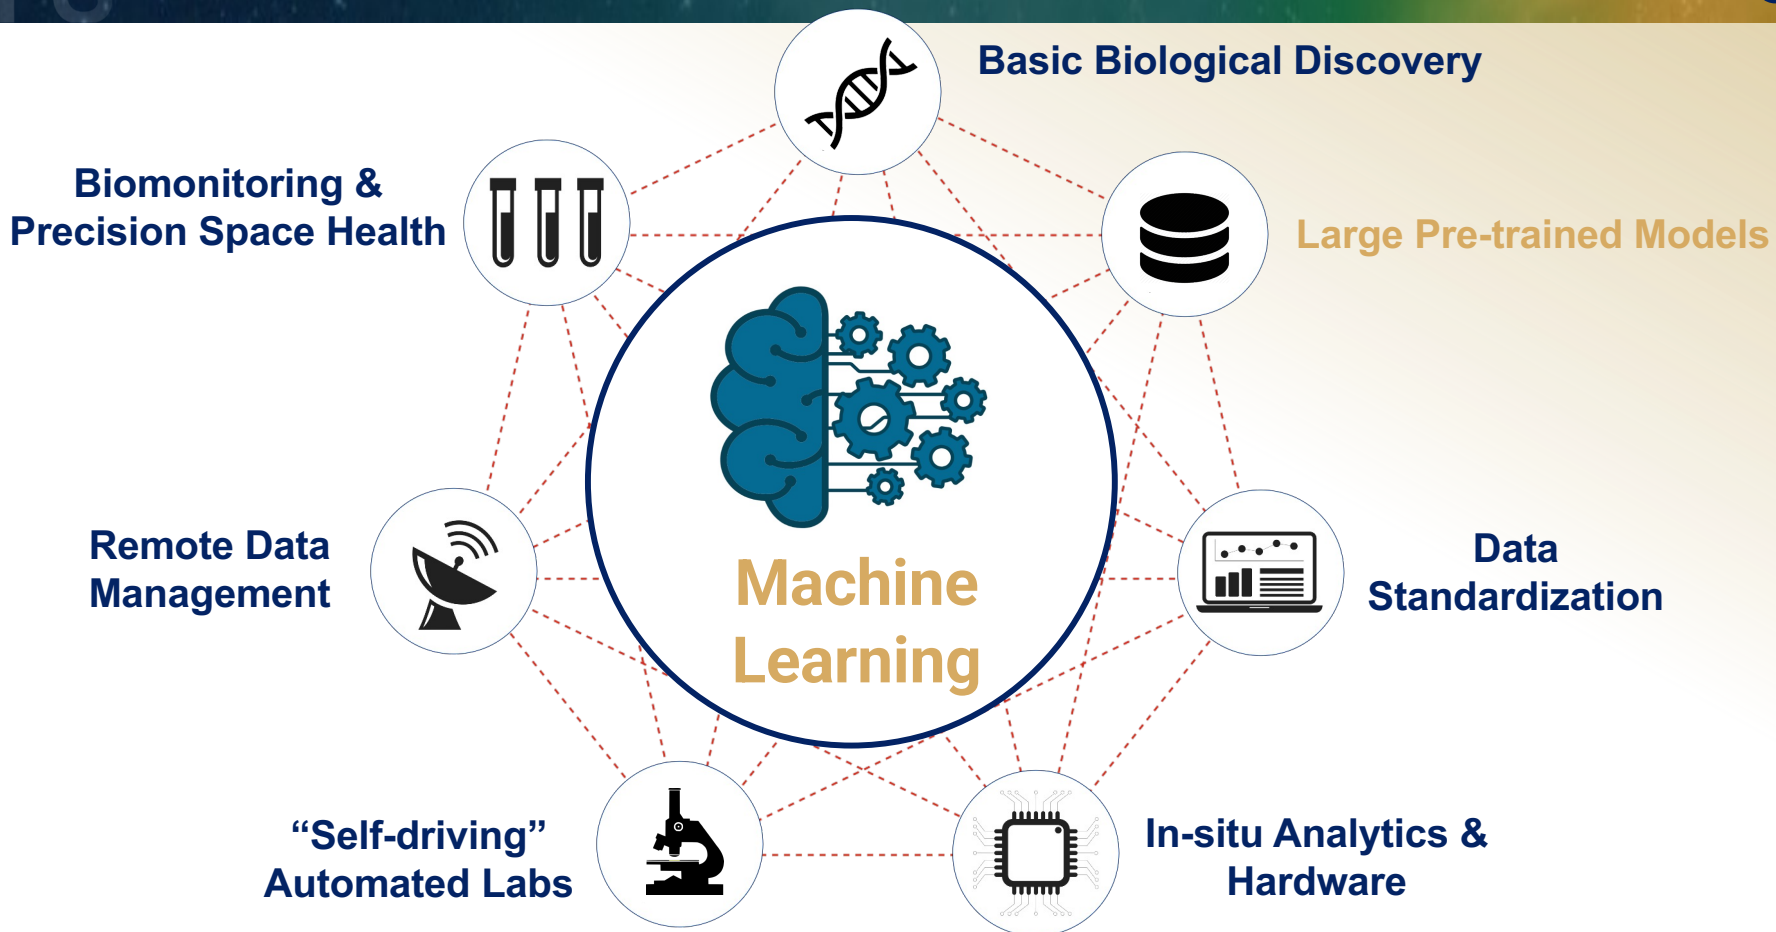 Basic Biological Discovery
Biomonitoring &
Precision Space Health
Large Pre-trained Models
Machine
Learning
Remote Data
Management
Data
Standardization
“Self-driving”
Automated Labs
In-situ Analytics &
Hardware